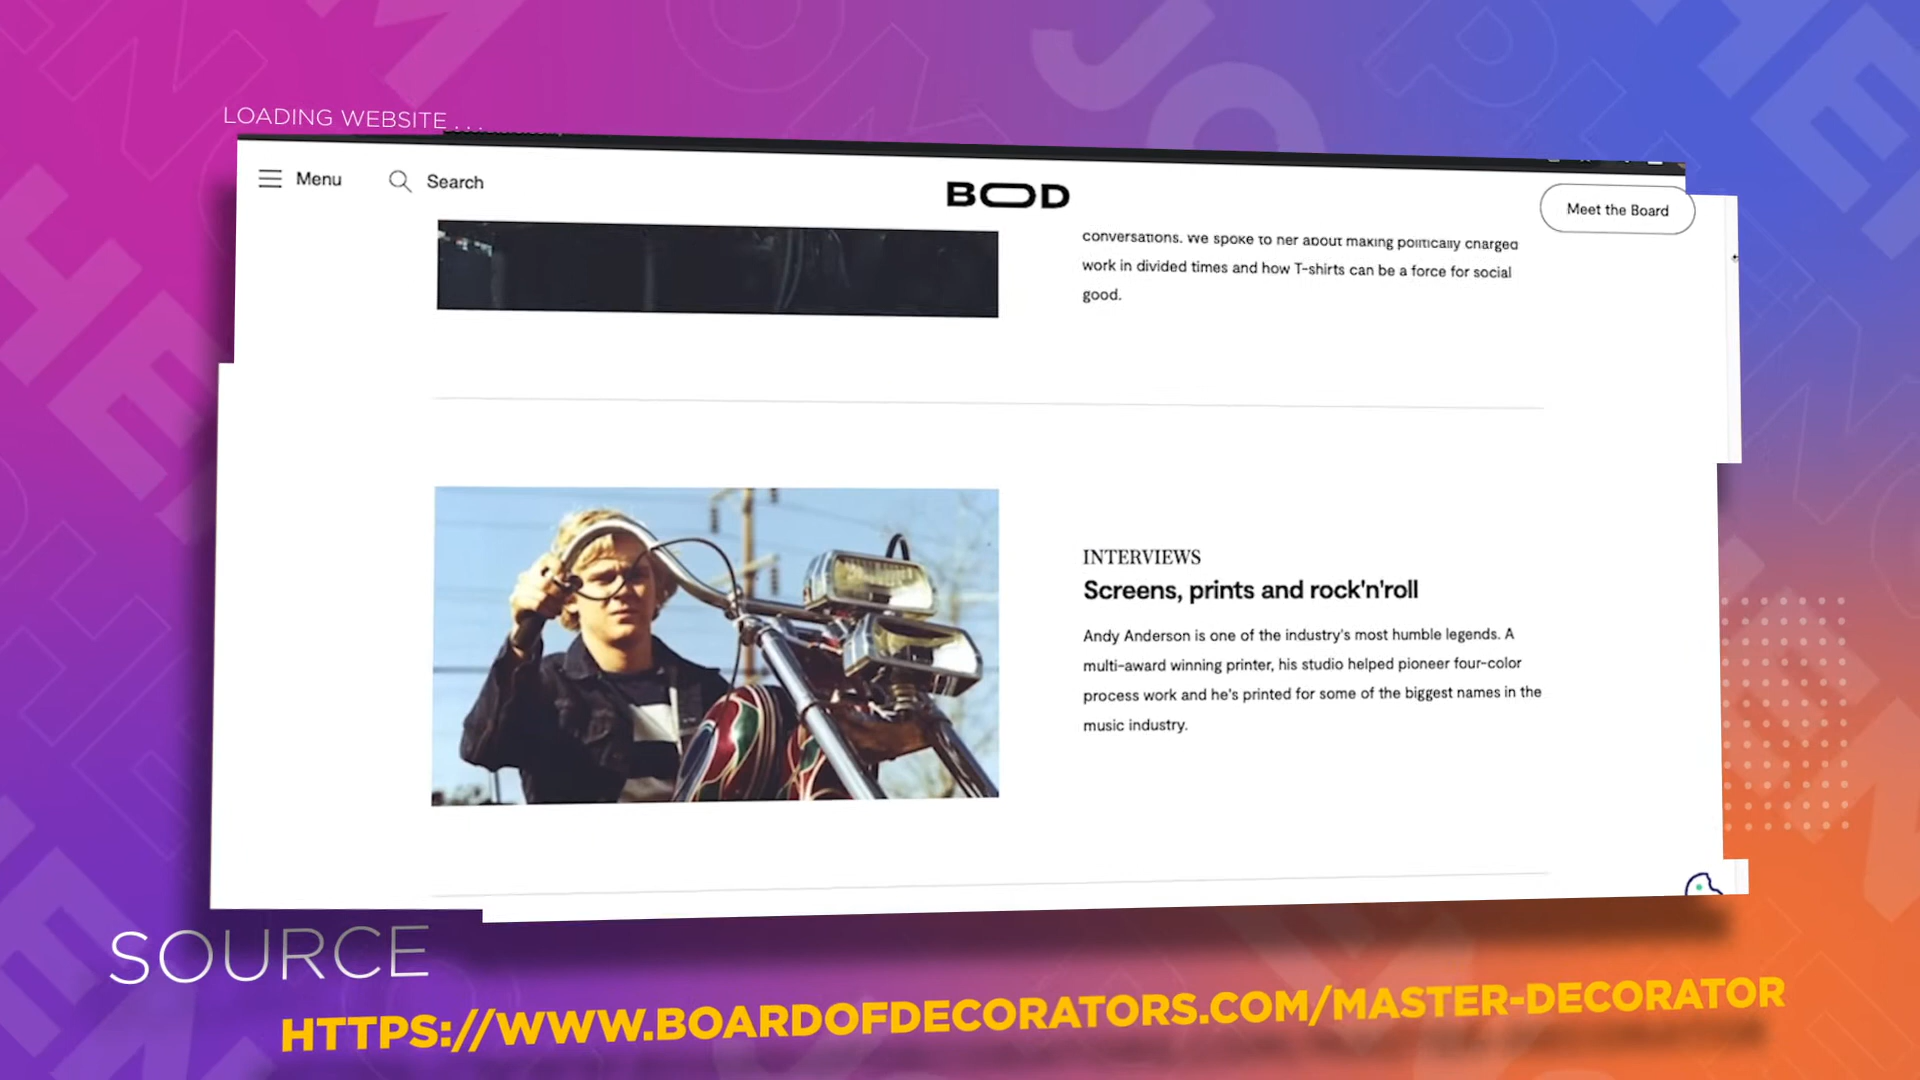 LOADING WEBSITE . . .
Menu
Search
BOD
Meet the Board
conversations. We spoke to her about making politically charged
work in divided times and how T-shirts can be a force for social
good.
INTERVIEWS
Screens, prints and rock'n'roll
Andy Anderson is one of the industry's most humble legends. A
multi-award winning printer, his studio helped pioneer four-color
process work and he's printed for some of the biggest names in the
music industry.
SOURCE
HTTPS://WWW.BOARDOFDECORATORS.COM/MASTER-DECORATOR